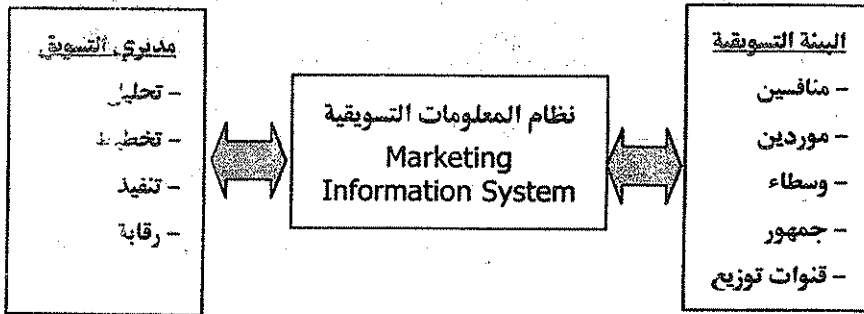 البيئة التسويقية
- منافسين
- موردين
- وسطاء
- جمهور
- قنوات توزيع
نظام المعلومات التسويقية
Marketing
Information System
مديري التسويق
- تحليل
- تخطيط
- تنفيذ
- رقابة